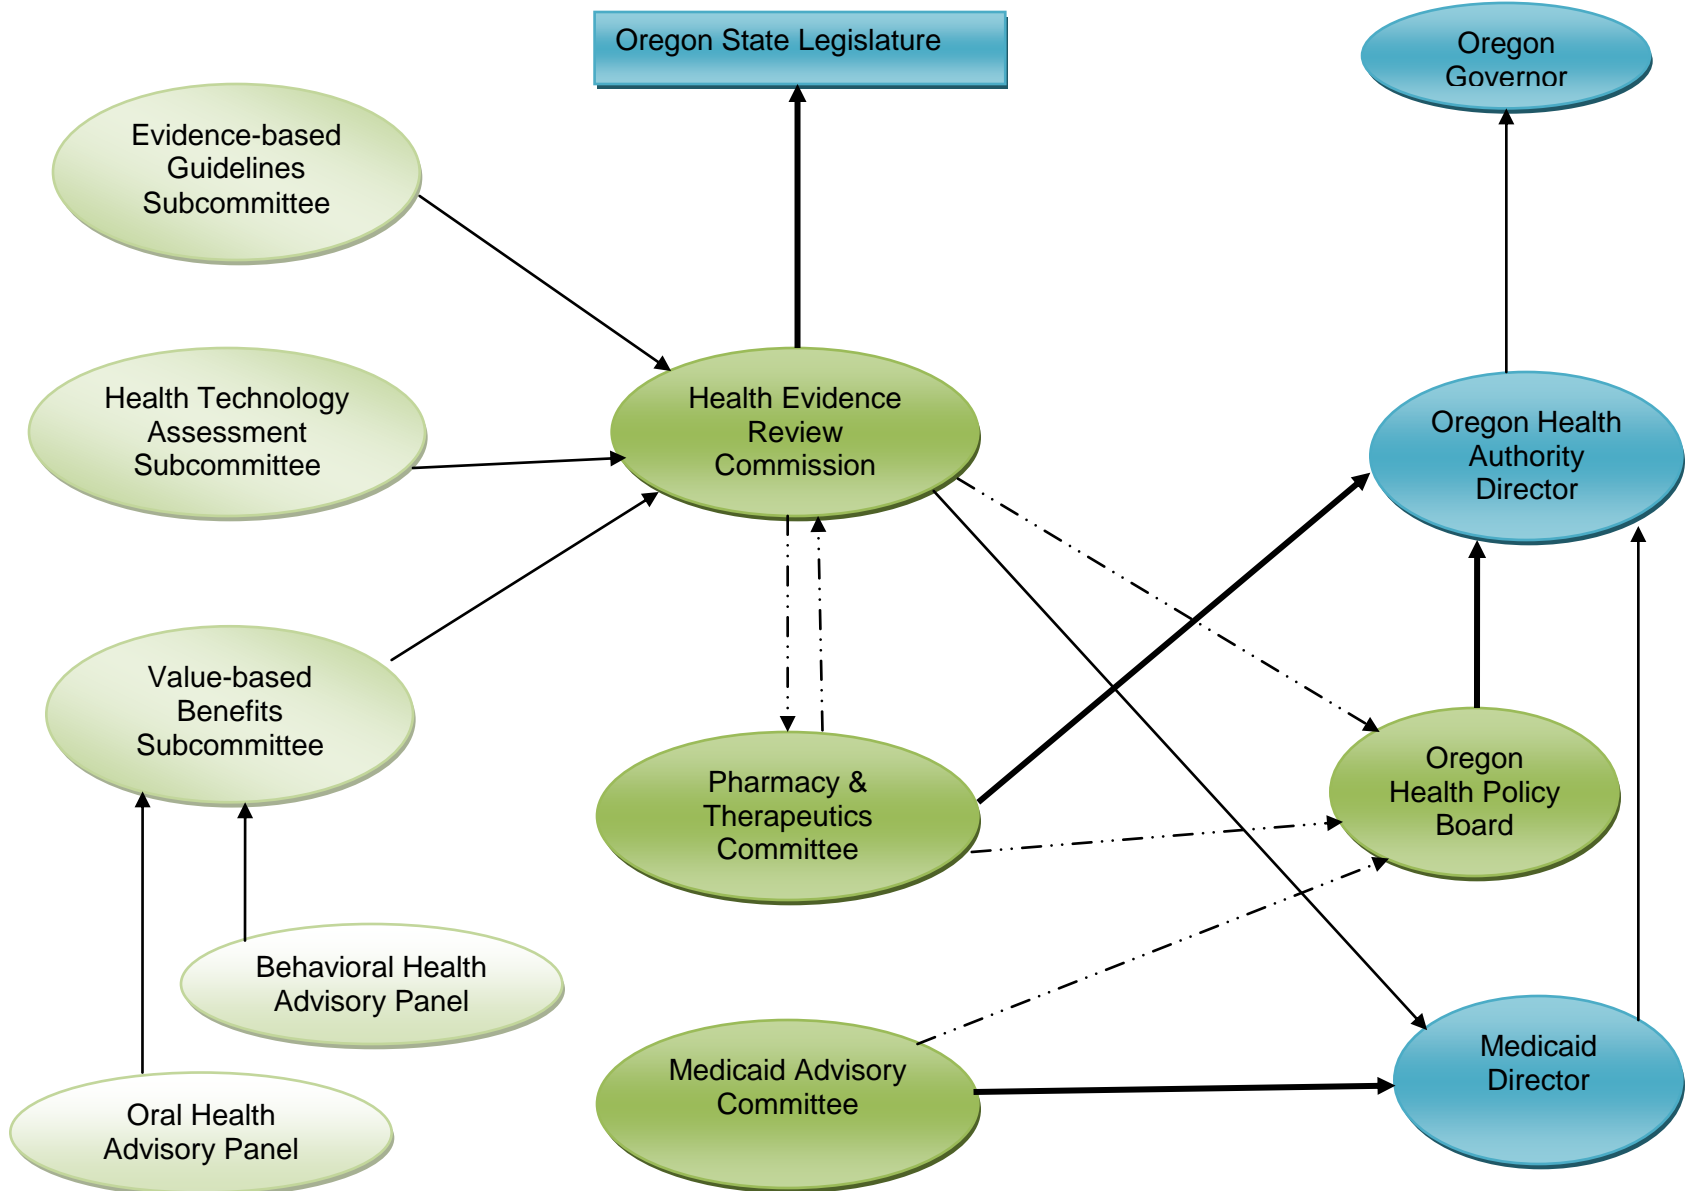 Oregon State Legislature
Oregon
Governor
Evidence-based
Guidelines
Subcommittee
Health Technology
Assessment
Subcommittee
Health Evidence
Review
Commission
Oregon Health
Authority
Director
Value-based
Benefits
Subcommittee
Pharmacy &
Therapeutics
Committee
Oregon
Health Policy
Board
Behavioral Health
Advisory Panel
Medicaid Advisory
Committee
Medicaid
Director
Oral Health
Advisory Panel